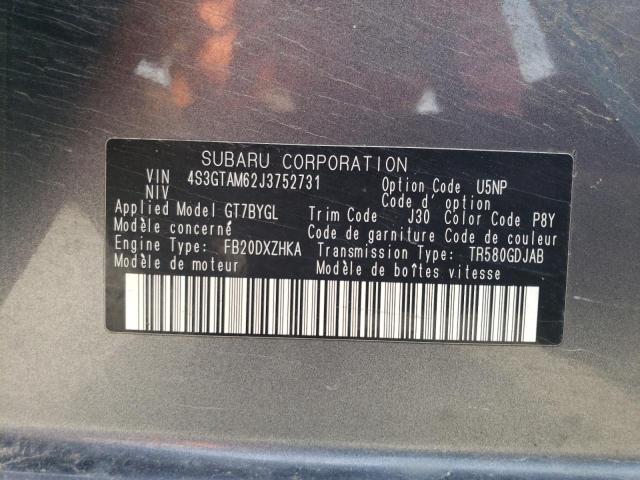 SUBARU CORPORATION
VIN 4S3GTAM62J3752731 Option Code U5NP
NIV Code d'option
Applied Model GT7BYGL Trim Code J30 Color Code P8Y
Modèle concerné Code de garniture Code de couleur
Engine Type: FB20DXZHKA Transmission Type: TR580GDJAB
Modèle de moteur Modèle de boîtes vitesse